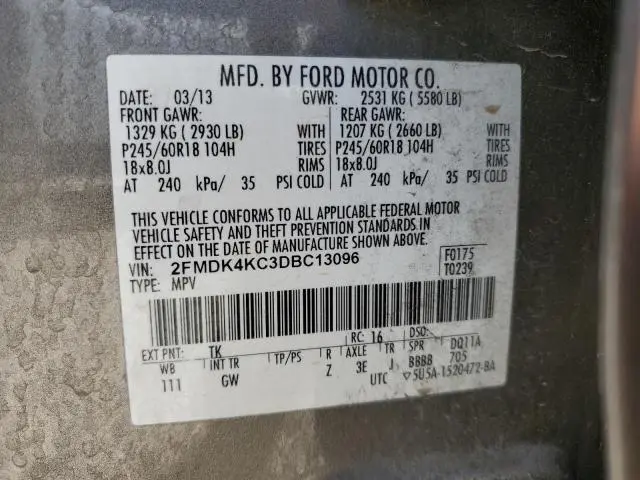 MFD. BY FORD MOTOR CO.
DATE: 03/13 GVWR: 2531 KG ( 5580 LB)
FRONT GAWR: REAR GAWR:
1329 KG ( 2930 LB) WITH 1207 KG ( 2660 LB) WITH
P245/60R18 104H TIRES P245/60R18 104H TIRES
18x8.0J RIMS 18x8.0J RIMS
AT 240 kPa/ 35 PSI COLD AT 240 kPa/ 35 PSI COLD
THIS VEHICLE CONFORMS TO ALL APPLICABLE FEDERAL MOTOR
VEHICLE SAFETY AND THEFT PREVENTION STANDARDS IN
EFFECT ON THE DATE OF MANUFACTURE SHOWN ABOVE.
VIN: 2FMDK4KC3DBC13096 F0175
TYPE: MPV T0239
EXT PNT: TK RC: 16 DSO:
WB INT TR TP/PS R AXLE TR SPR DQ11A
111 GW Z 3E J BBBB 705
UTC ▽5U5A-1520472-BA